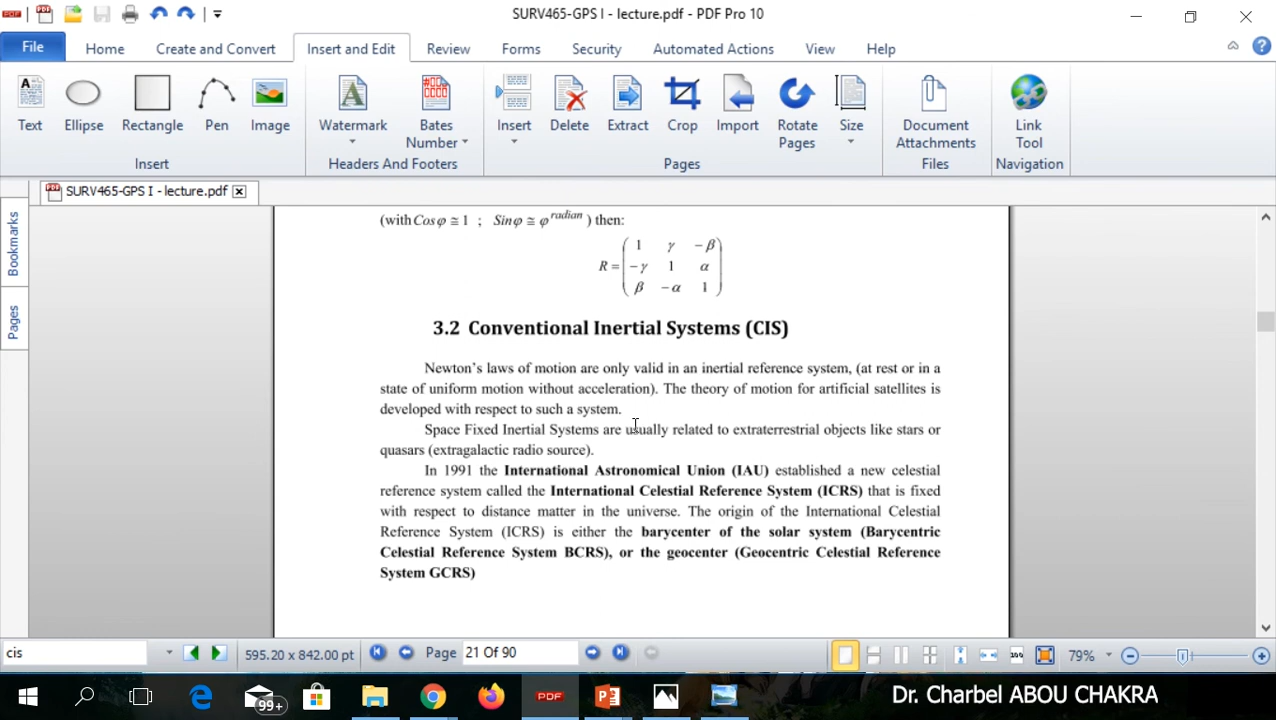 SURV465-GPS I - lecture.pdf - PDF Pro 10
File Home Create and Convert Insert and Edit Review Forms Security Automated Actions View Help
Text Ellipse Rectangle Pen Image Watermark Bates Number Insert Delete Extract Crop Import Rotate Pages Size Document Attachments Link Tool
Insert Headers And Footers Pages Files Navigation
SURV465-GPS I - lecture.pdf
Bookmarks
Pages
(with Cosφ ≅ 1 ; Sinφ ≅ φ^radian ) then:
1 γ -β
R = -γ 1 α
β -α 1
3.2 Conventional Inertial Systems (CIS)
Newton's laws of motion are only valid in an inertial reference system, (at rest or in a
state of uniform motion without acceleration). The theory of motion for artificial satellites is
developed with respect to such a system.
Space Fixed Inertial Systems are usually related to extraterrestrial objects like stars or
quasars (extragalactic radio source).
In 1991 the International Astronomical Union (IAU) established a new celestial
reference system called the International Celestial Reference System (ICRS) that is fixed
with respect to distance matter in the universe. The origin of the International Celestial
Reference System (ICRS) is either the barycenter of the solar system (Barycentric
Celestial Reference System BCRS), or the geocenter (Geocentric Celestial Reference
System GCRS)
cis 595.20 x 842.00 pt Page 21 Of 90 79%
99+ PDF Dr. Charbel ABOU CHAKRA